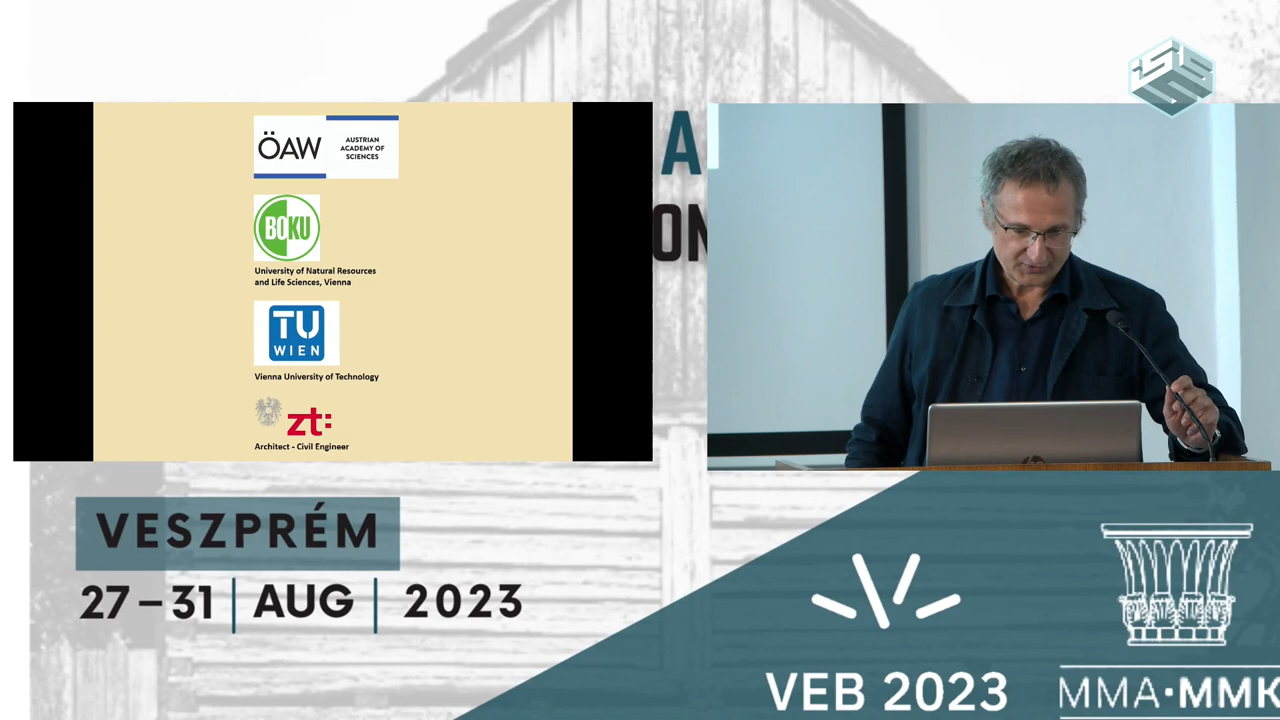 ÖAW
AUSTRIAN
ACADEMY OF
SCIENCES
BOKU
University of Natural Resources
and Life Sciences, Vienna
TU
WIEN
Vienna University of Technology
zt:
Architect - Civil Engineer
A
ON
VESZPRÉM
27–31 | AUG | 2023
VEB 2023
MMA·MMK